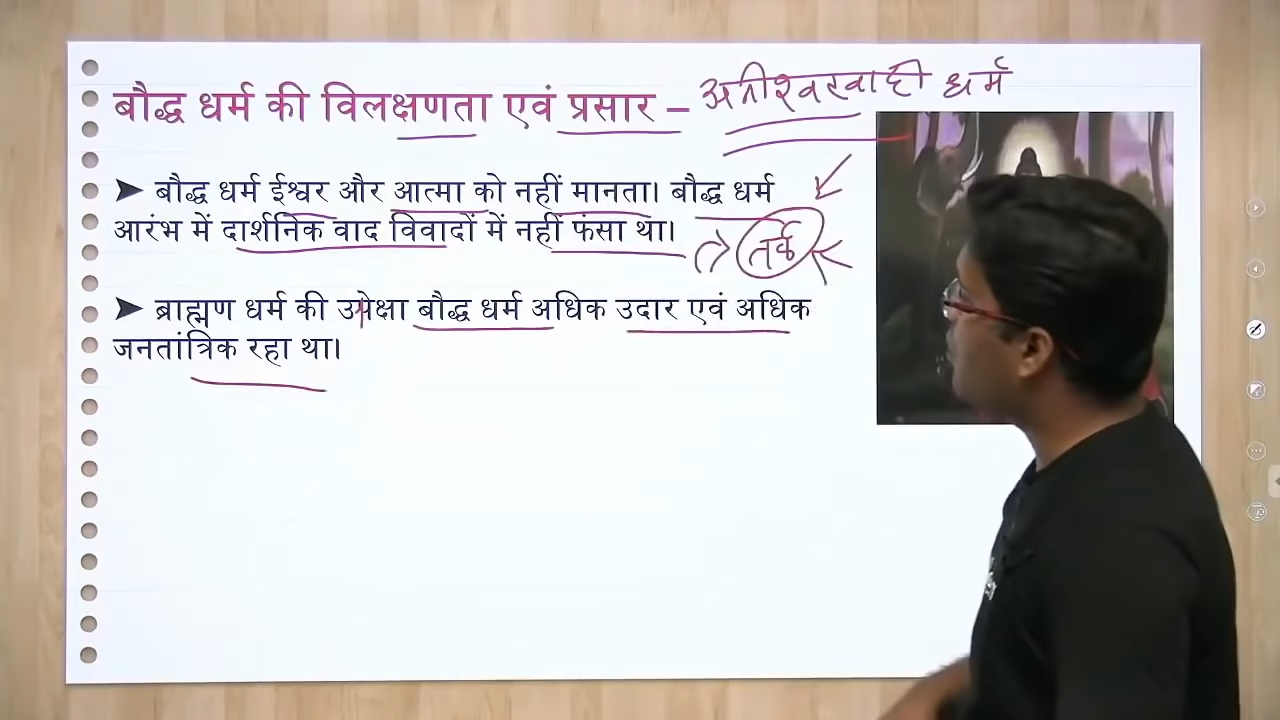 बौद्ध धर्म की विलक्षणता एवं प्रसार – अनीश्वरवादी धर्म
➤ बौद्ध धर्म ईश्वर और आत्मा को नहीं मानता। बौद्ध धर्म
आरंभ में दार्शनिक वाद विवादों में नहीं फंसा था।
तर्क
➤ ब्राह्मण धर्म की उपेक्षा बौद्ध धर्म अधिक उदार एवं अधिक
जनतांत्रिक रहा था।